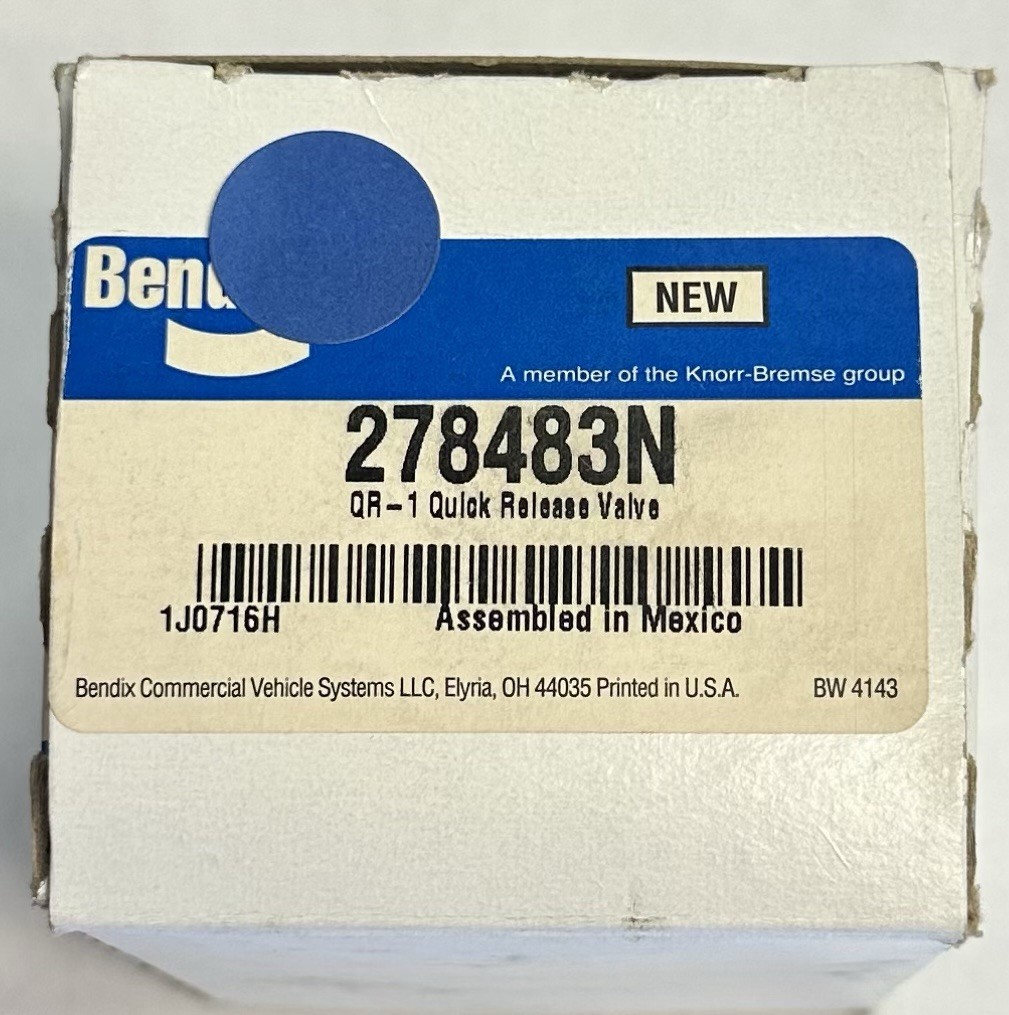 NEW
A member of the Knorr-Bremse group
278483N
QR-1 Quick Release Valve
1J0716H Assembled in Mexico
Bendix Commercial Vehicle Systems LLC, Elyria, OH 44035 Printed in U.S.A. BW 4143